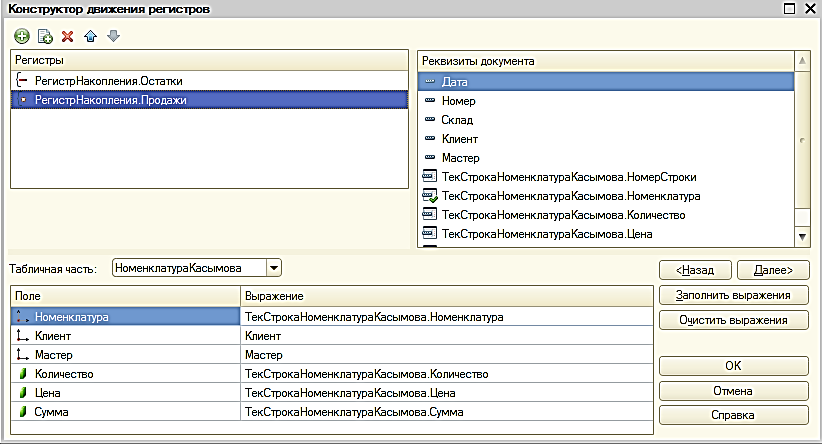 Конструктор движения регистров
Регистры
РегистрНакопления.Остатки
РегистрНакопления.Продажи
Реквизиты документа
Дата
Номер
Склад
Клиент
Мастер
ТекСтрокаНоменклатураКасымова.НомерСтроки
ТекСтрокаНоменклатураКасымова.Номенклатура
ТекСтрокаНоменклатураКасымова.Количество
ТекСтрокаНоменклатураКасымова.Цена
Табличная часть: НоменклатураКасымова
<Назад Далее>
Заполнить выражения
Очистить выражения
OK
Отмена
Справка
Поле Выражение
Номенклатура ТекСтрокаНоменклатураКасымова.Номенклатура
Клиент Клиент
Мастер Мастер
Количество ТекСтрокаНоменклатураКасымова.Количество
Цена ТекСтрокаНоменклатураКасымова.Цена
Сумма ТекСтрокаНоменклатураКасымова.Сумма